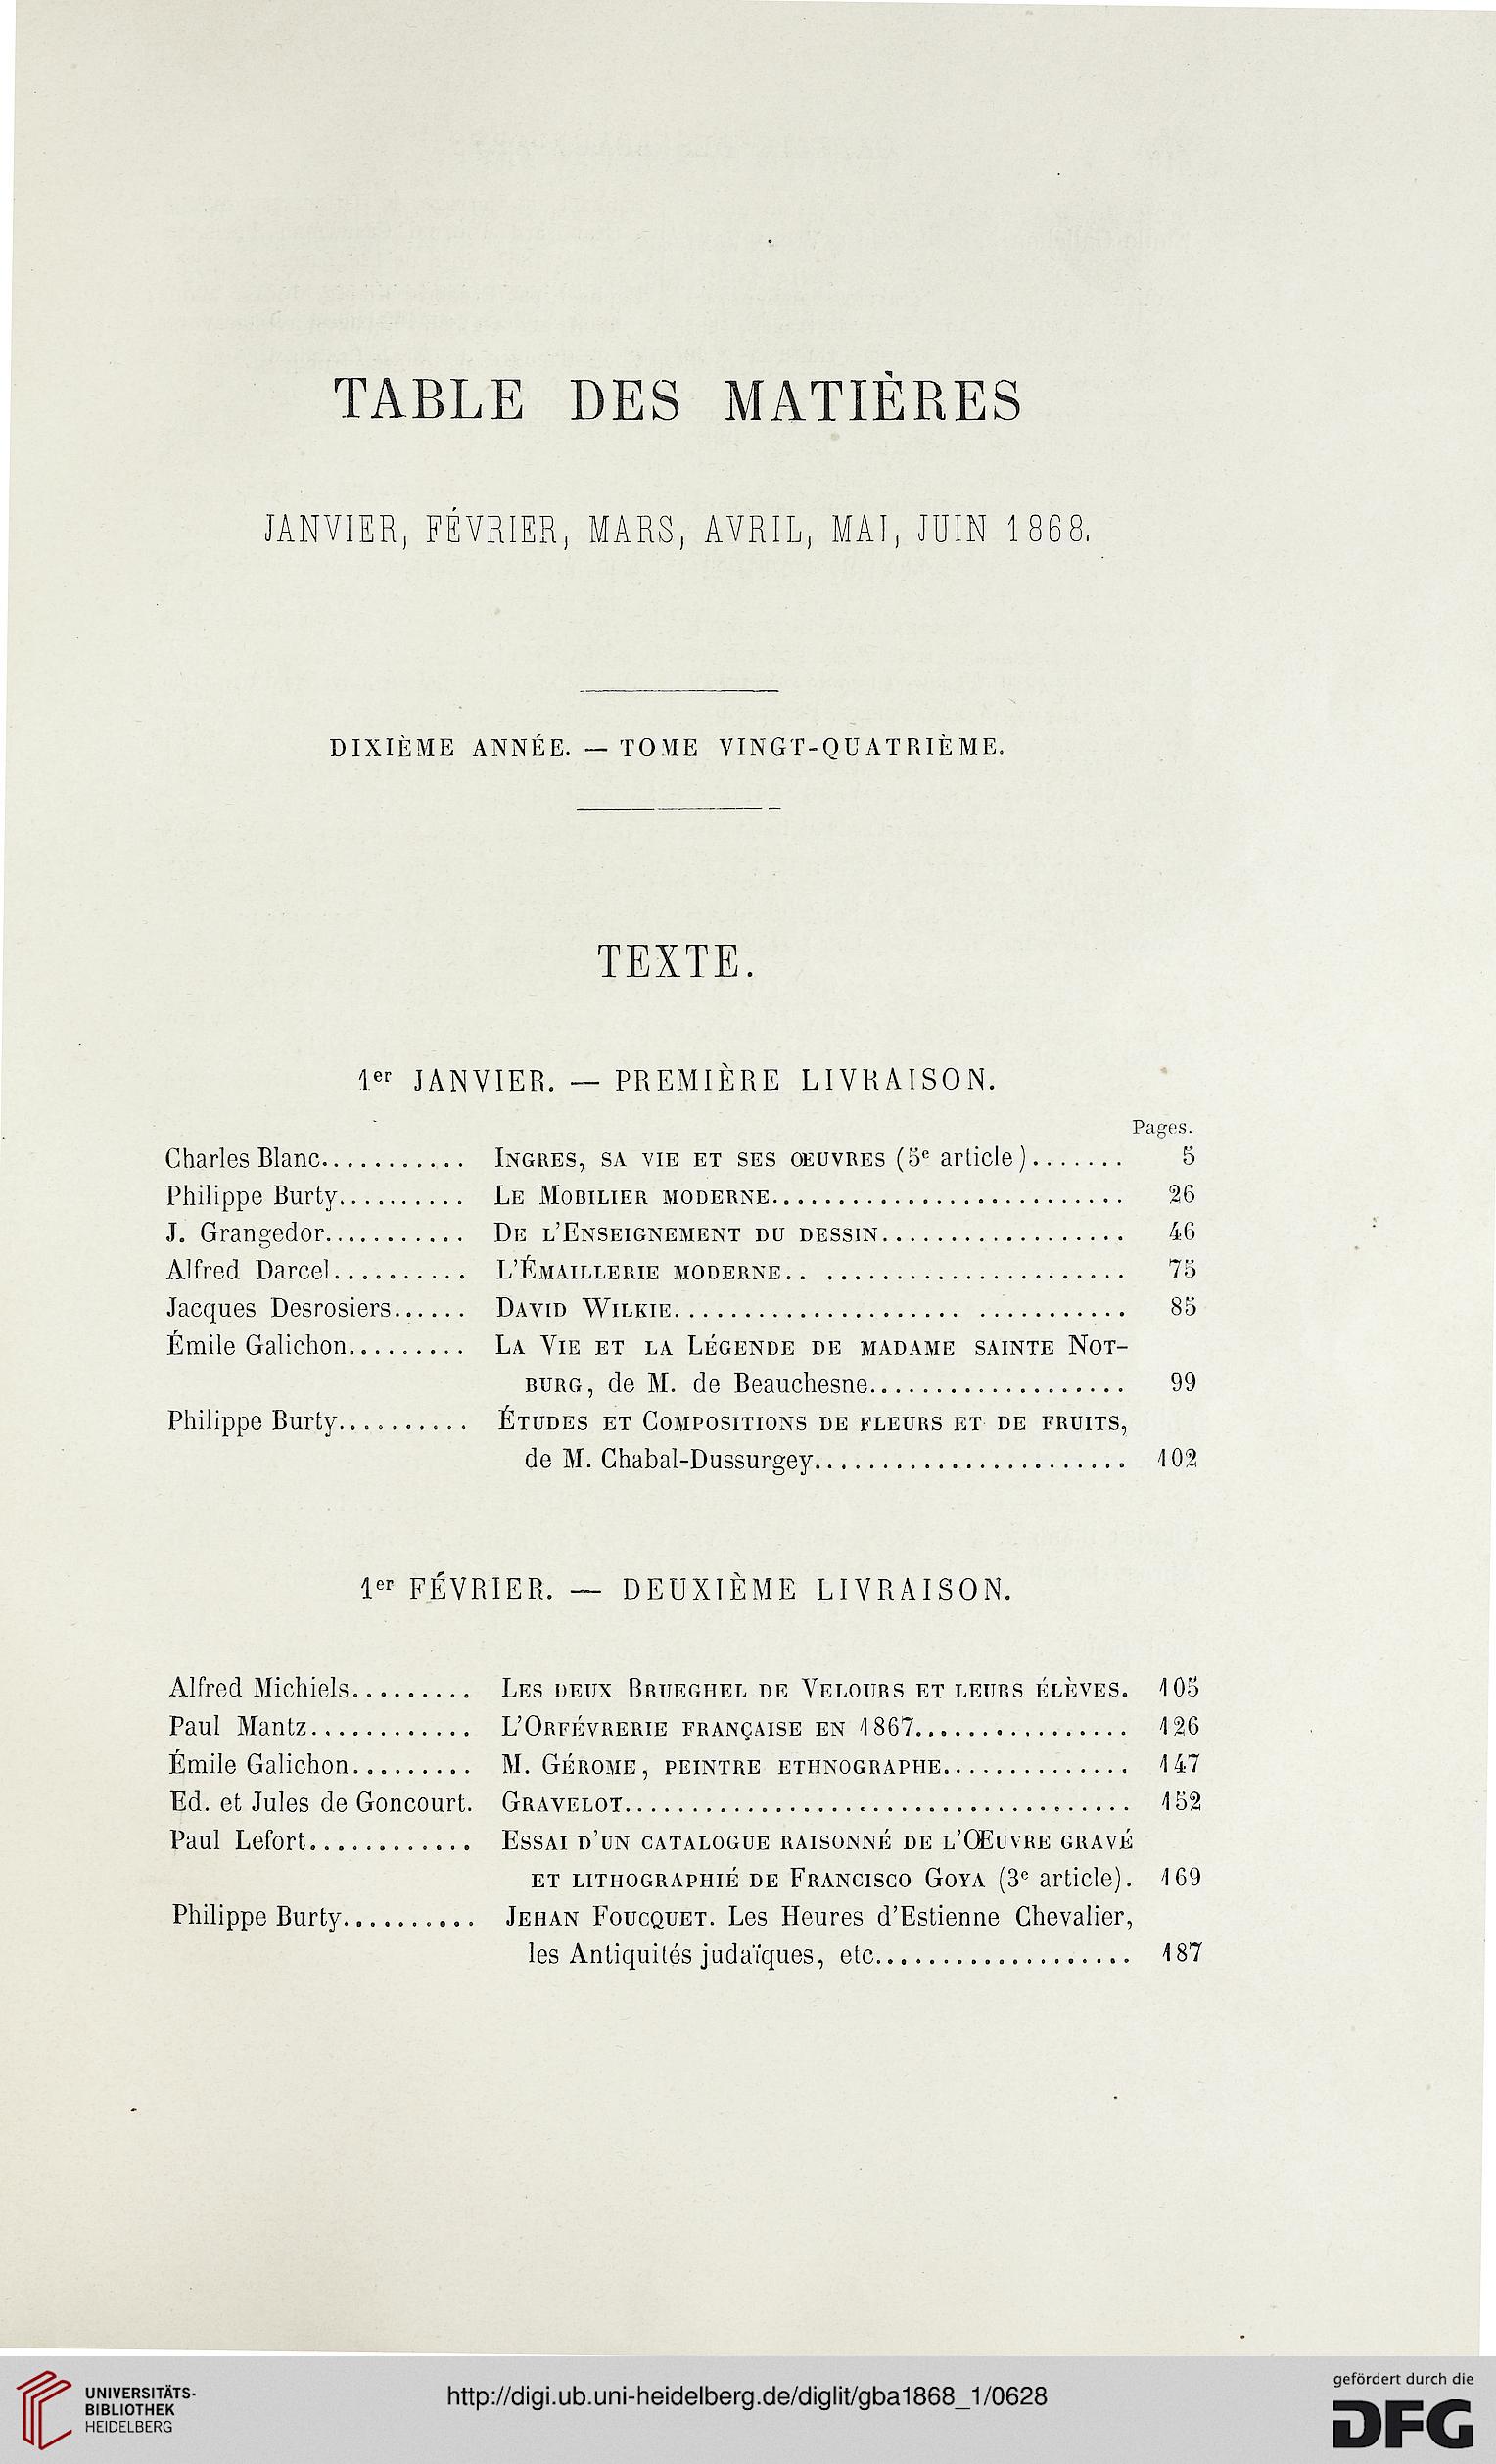 TABLE DES MATIÈRES
JANVIER, FÉVRIER, MARS, AVRIL, MAI, JUIN 1868.
DIXIÈME ANNÉE. — TOME VINGT-QUATRIÈME.
TEXTE.
1er JANVIER. — PREMIÈRE LIVRAISON.
Pages.
Charles Blanc........... INGRES, SA VIE ET SES ŒUVRES (5e article)....... 5
Philippe Burty.......... LE MOBILIER MODERNE........................... 26
J. Grangedor........... DE L'ENSEIGNEMENT DU DESSIN................... 46
Alfred Darcel.......... L'ÉMAILLERIE MODERNE.. ....................... 75
Jacques Desrosiers...... DAVID WILKIE...................... ............ 85
Émile Galichon......... LA VIE ET LA LÉGENDE DE MADAME SAINTE NOT-
BURG, de M. de Beauchesne.................... 99
Philippe Burty.......... ÉTUDES ET COMPOSITIONS DE FLEURS ET DE FRUITS,
de M. Chabal-Dussurgey........................ 102
1er FÉVRIER. — DEUXIÈME LIVRAISON.
Alfred Michiels......... LES DEUX BRUEGHEL DE VELOURS ET LEURS ÉLÈVES. 105
Paul Mantz............ L'ORFÉVRERIE FRANÇAISE EN 1867................ 126
Émile Galichon......... M. GÉROME, PEINTRE ETHNOGRAPHE.............. 147
Ed. et Jules de Goncourt. GRAVELOT...................................... 152
Paul Lefort............ ESSAI D'UN CATALOGUE RAISONNÉ DE L'ŒUVRE GRAVÉ
ET LITHOGRAPHIÉ DE FRANCISCO GOYA (3e article). 169
Philippe Burty.......... JEHAN FOUCQUET. Les Heures d'Estienne Chevalier,
les Antiquités judaïques, etc................... 187
UNIVERSITÄTS-
BIBLIOTHEK
HEIDELBERG
http://digi.ub.uni-heidelberg.de/diglit/gba1868_1/0628
gefördert durch die
DFG